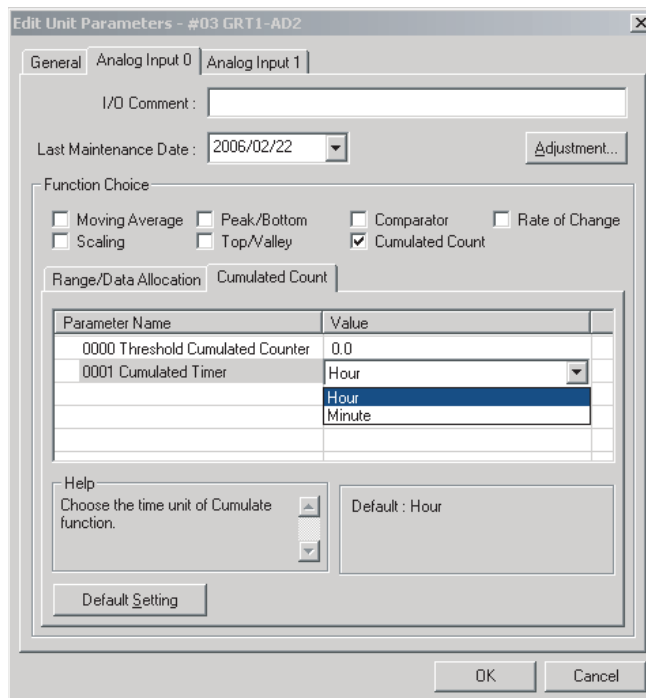 Edit Unit Parameters - #03 GRT1-AD2
General Analog Input 0 Analog Input 1
I/O Comment :
Last Maintenance Date : 2006/02/22 Adjustment...
Function Choice
Moving Average Peak/Bottom Comparator Rate of Change
Scaling Top/Valley Cumulated Count
Range/Data Allocation Cumulated Count
Parameter Name Value
0000 Threshold Cumulated Counter 0.0
0001 Cumulated Timer Hour
Hour
Minute
Help
Choose the time unit of Cumulate
function.
Default : Hour
Default Setting
OK Cancel